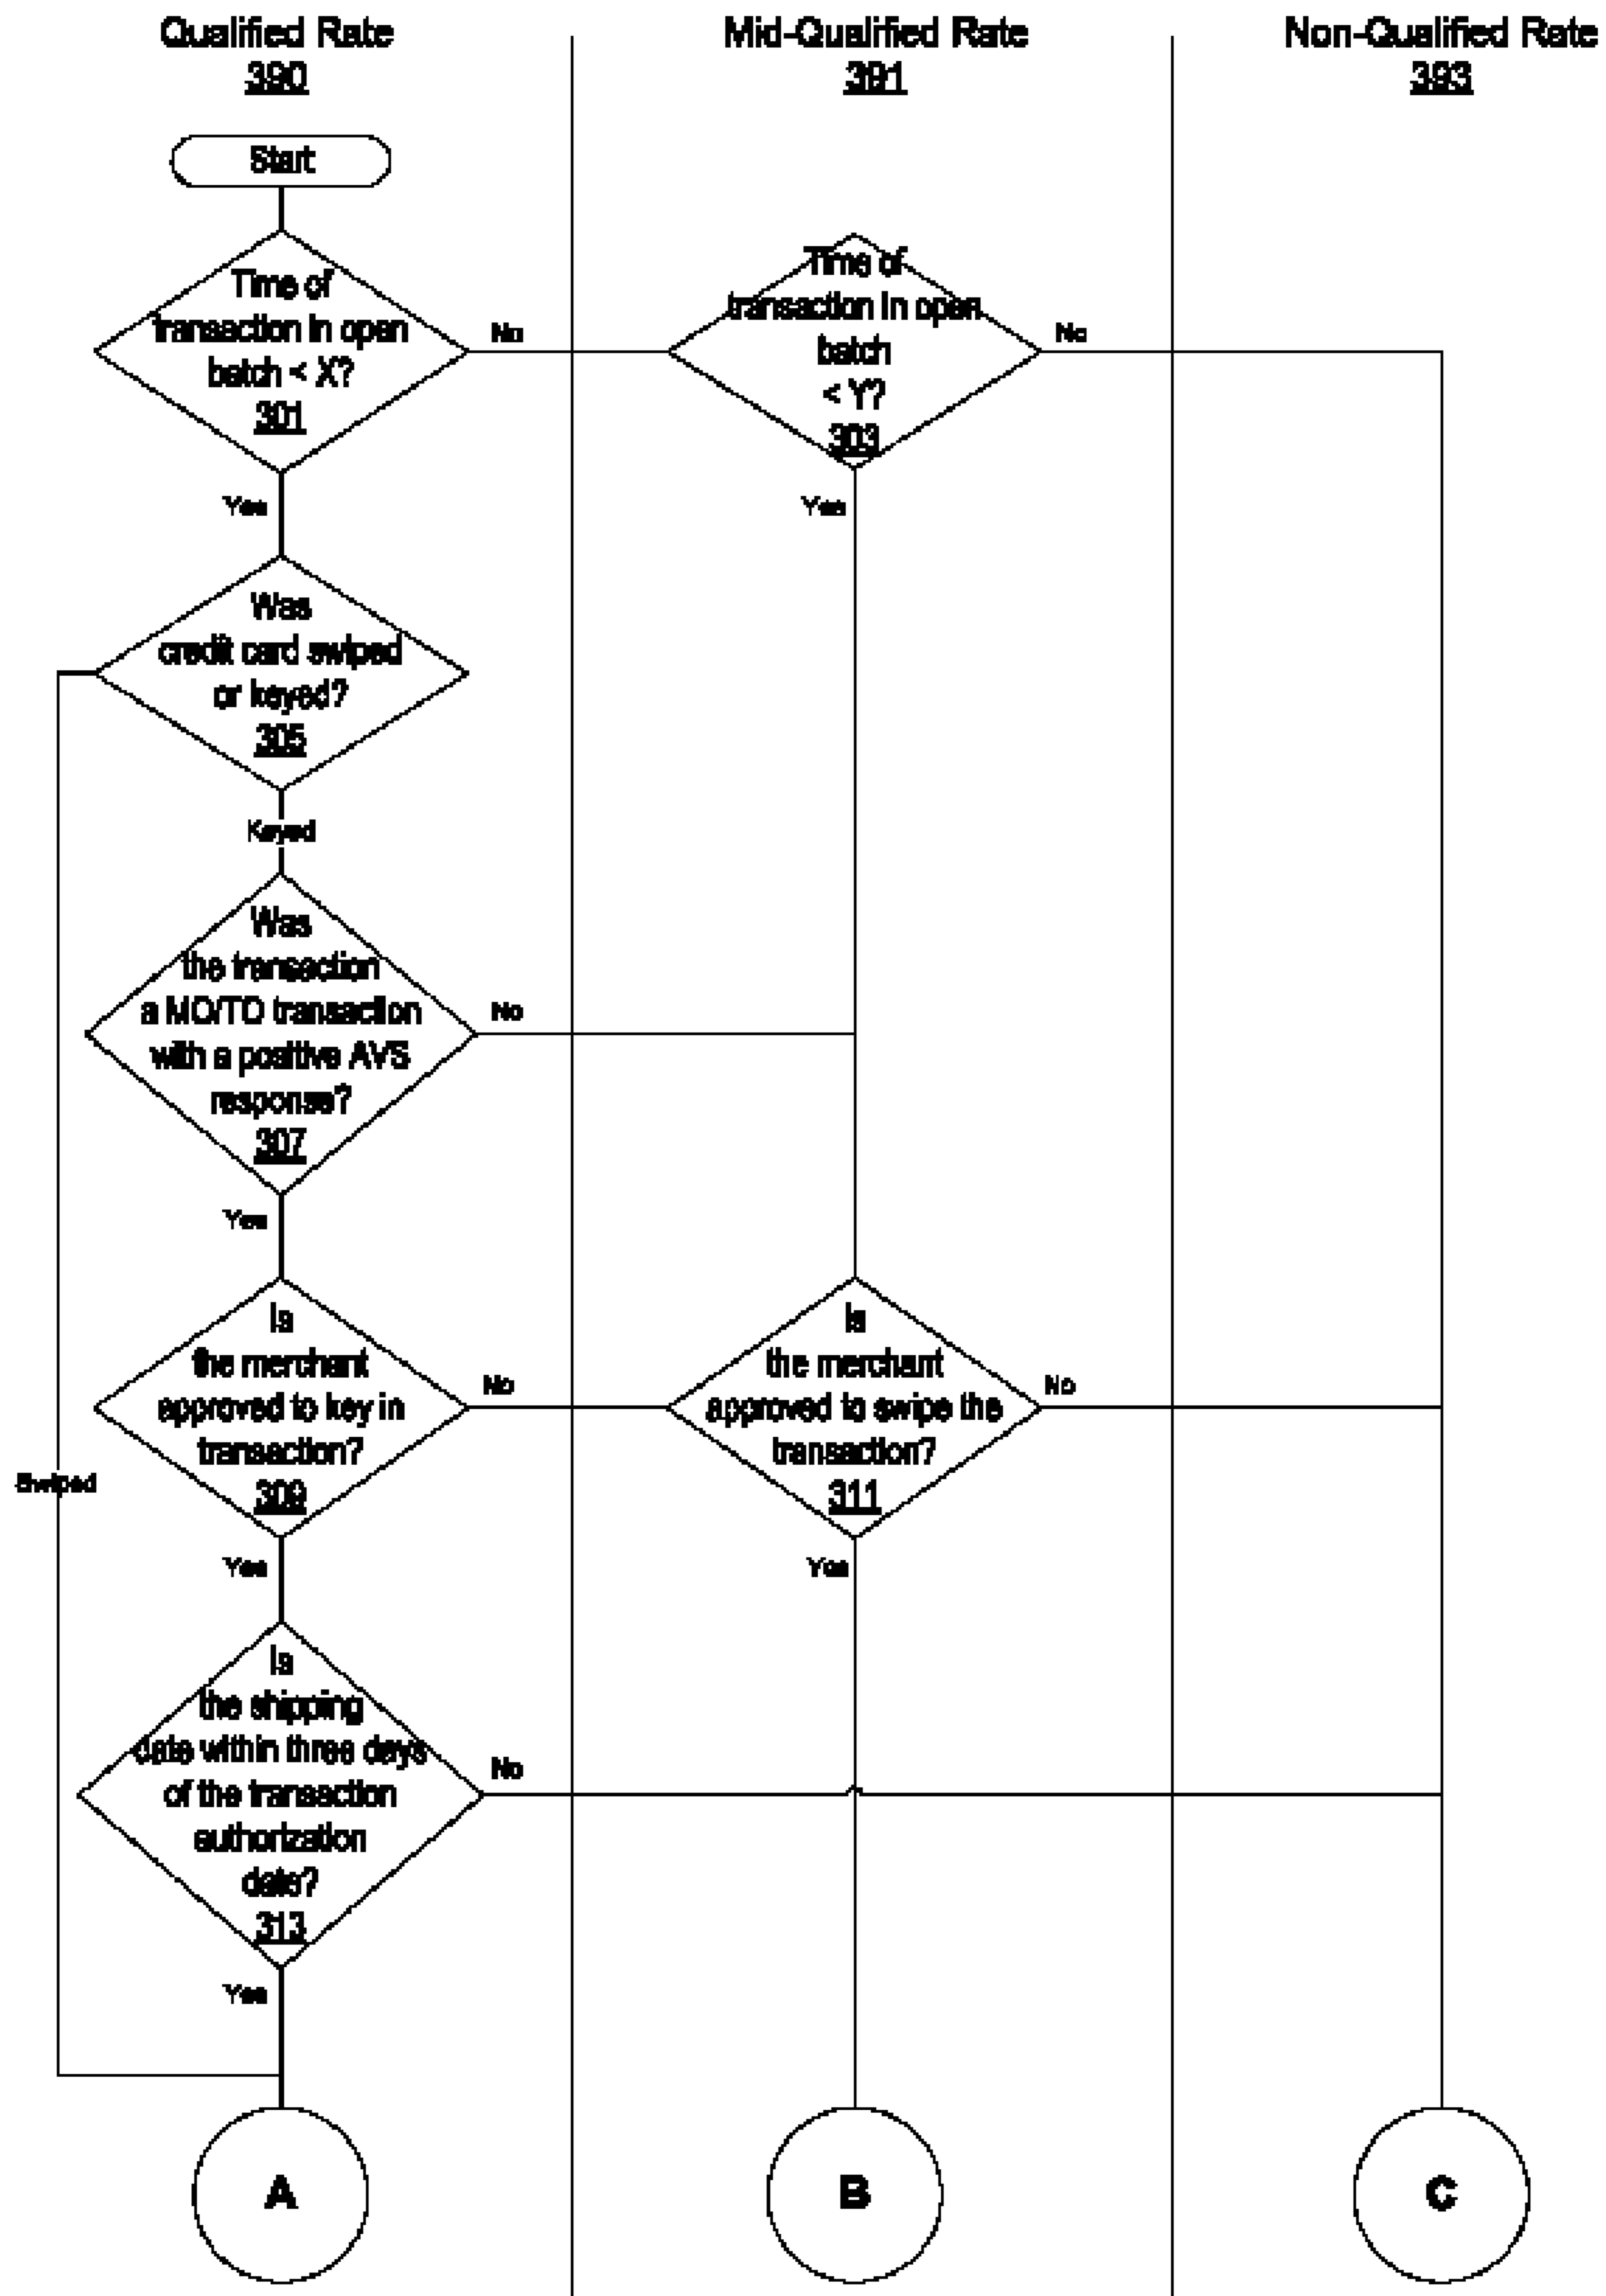 Qualified Rate
390
Mid-Qualified Rate
391
Non-Qualified Rate
393
Start
Time of
transaction in open
batch < X?
301
No
Time of
transaction in open
batch
< Y?
303
No
Yes
Yes
Was
credit card swiped
or keyed?
305
Keyed
Was
the transaction
a MO/TO transaction
with a positive AVS
response?
307
No
Yes
Is
the merchant
approved to key in
transaction?
309
No
Is
the merchant
approved to swipe the
transaction?
311
No
Swiped
Yes
Yes
Is
the shipping
date within three days
of the transaction
authorization
date?
313
No
Yes
A
B
C